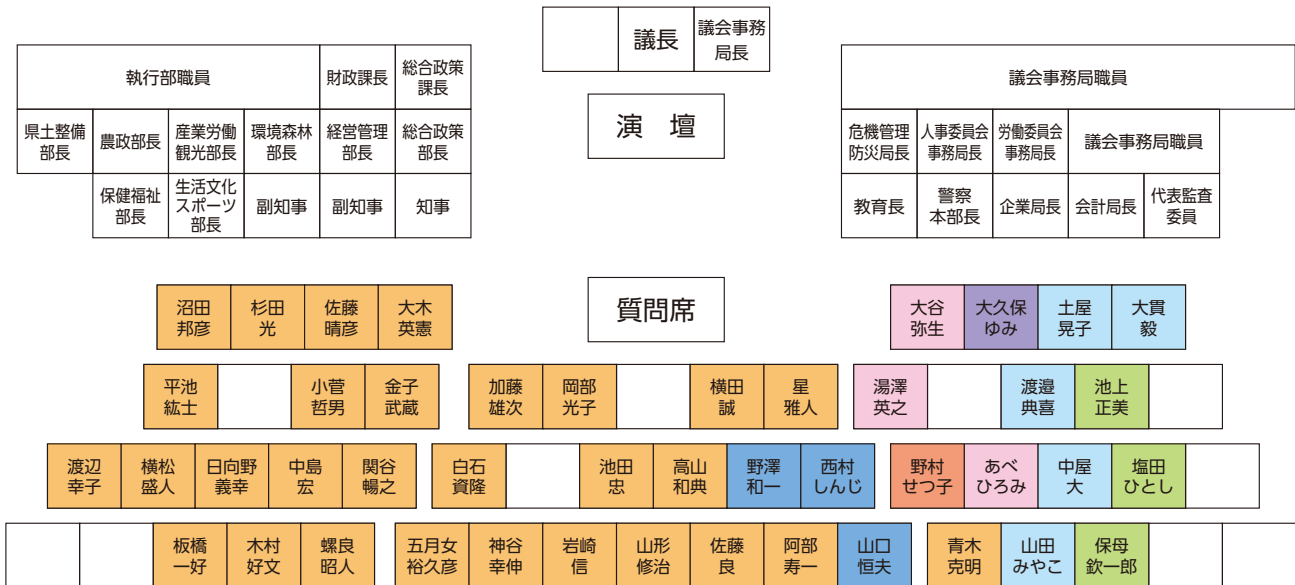 議長
議会事務
局長
執行部職員
財政課長
総合政策
課長
議会事務局職員
県土整備
部長
農政部長
産業労働
観光部長
環境森林
部長
経営管理
部長
総合政策
部長
演 壇
危機管理
防災局長
人事委員会
事務局長
労働委員会
事務局長
議会事務局職員
保健福祉
部長
生活文化
スポーツ
部長
副知事
副知事
知事
教育長
警察
本部長
企業局長
会計局長
代表監査
委員
沼田
邦彦
杉田
光
佐藤
晴彦
大木
英憲
質問席
大谷
弥生
大久保
ゆみ
土屋
晃子
大貫
毅
平池
紘士
小菅
哲男
金子
武蔵
加藤
雄次
岡部
光子
横田
誠
星
雅人
湯澤
英之
渡邉
典喜
池上
正美
渡辺
幸子
横松
盛人
日向野
義幸
中島
宏
関谷
暢之
白石
資隆
池田
忠
高山
和典
野澤
和一
西村
しんじ
野村
せつ子
あべ
ひろみ
中屋
大
塩田
ひとし
板橋
一好
木村
好文
螺良
昭人
五月女
裕久彦
神谷
幸伸
岩崎
信
山形
修治
佐藤
良
阿部
寿一
山口
恒夫
青木
克明
山田
みやこ
保母
欽一郎